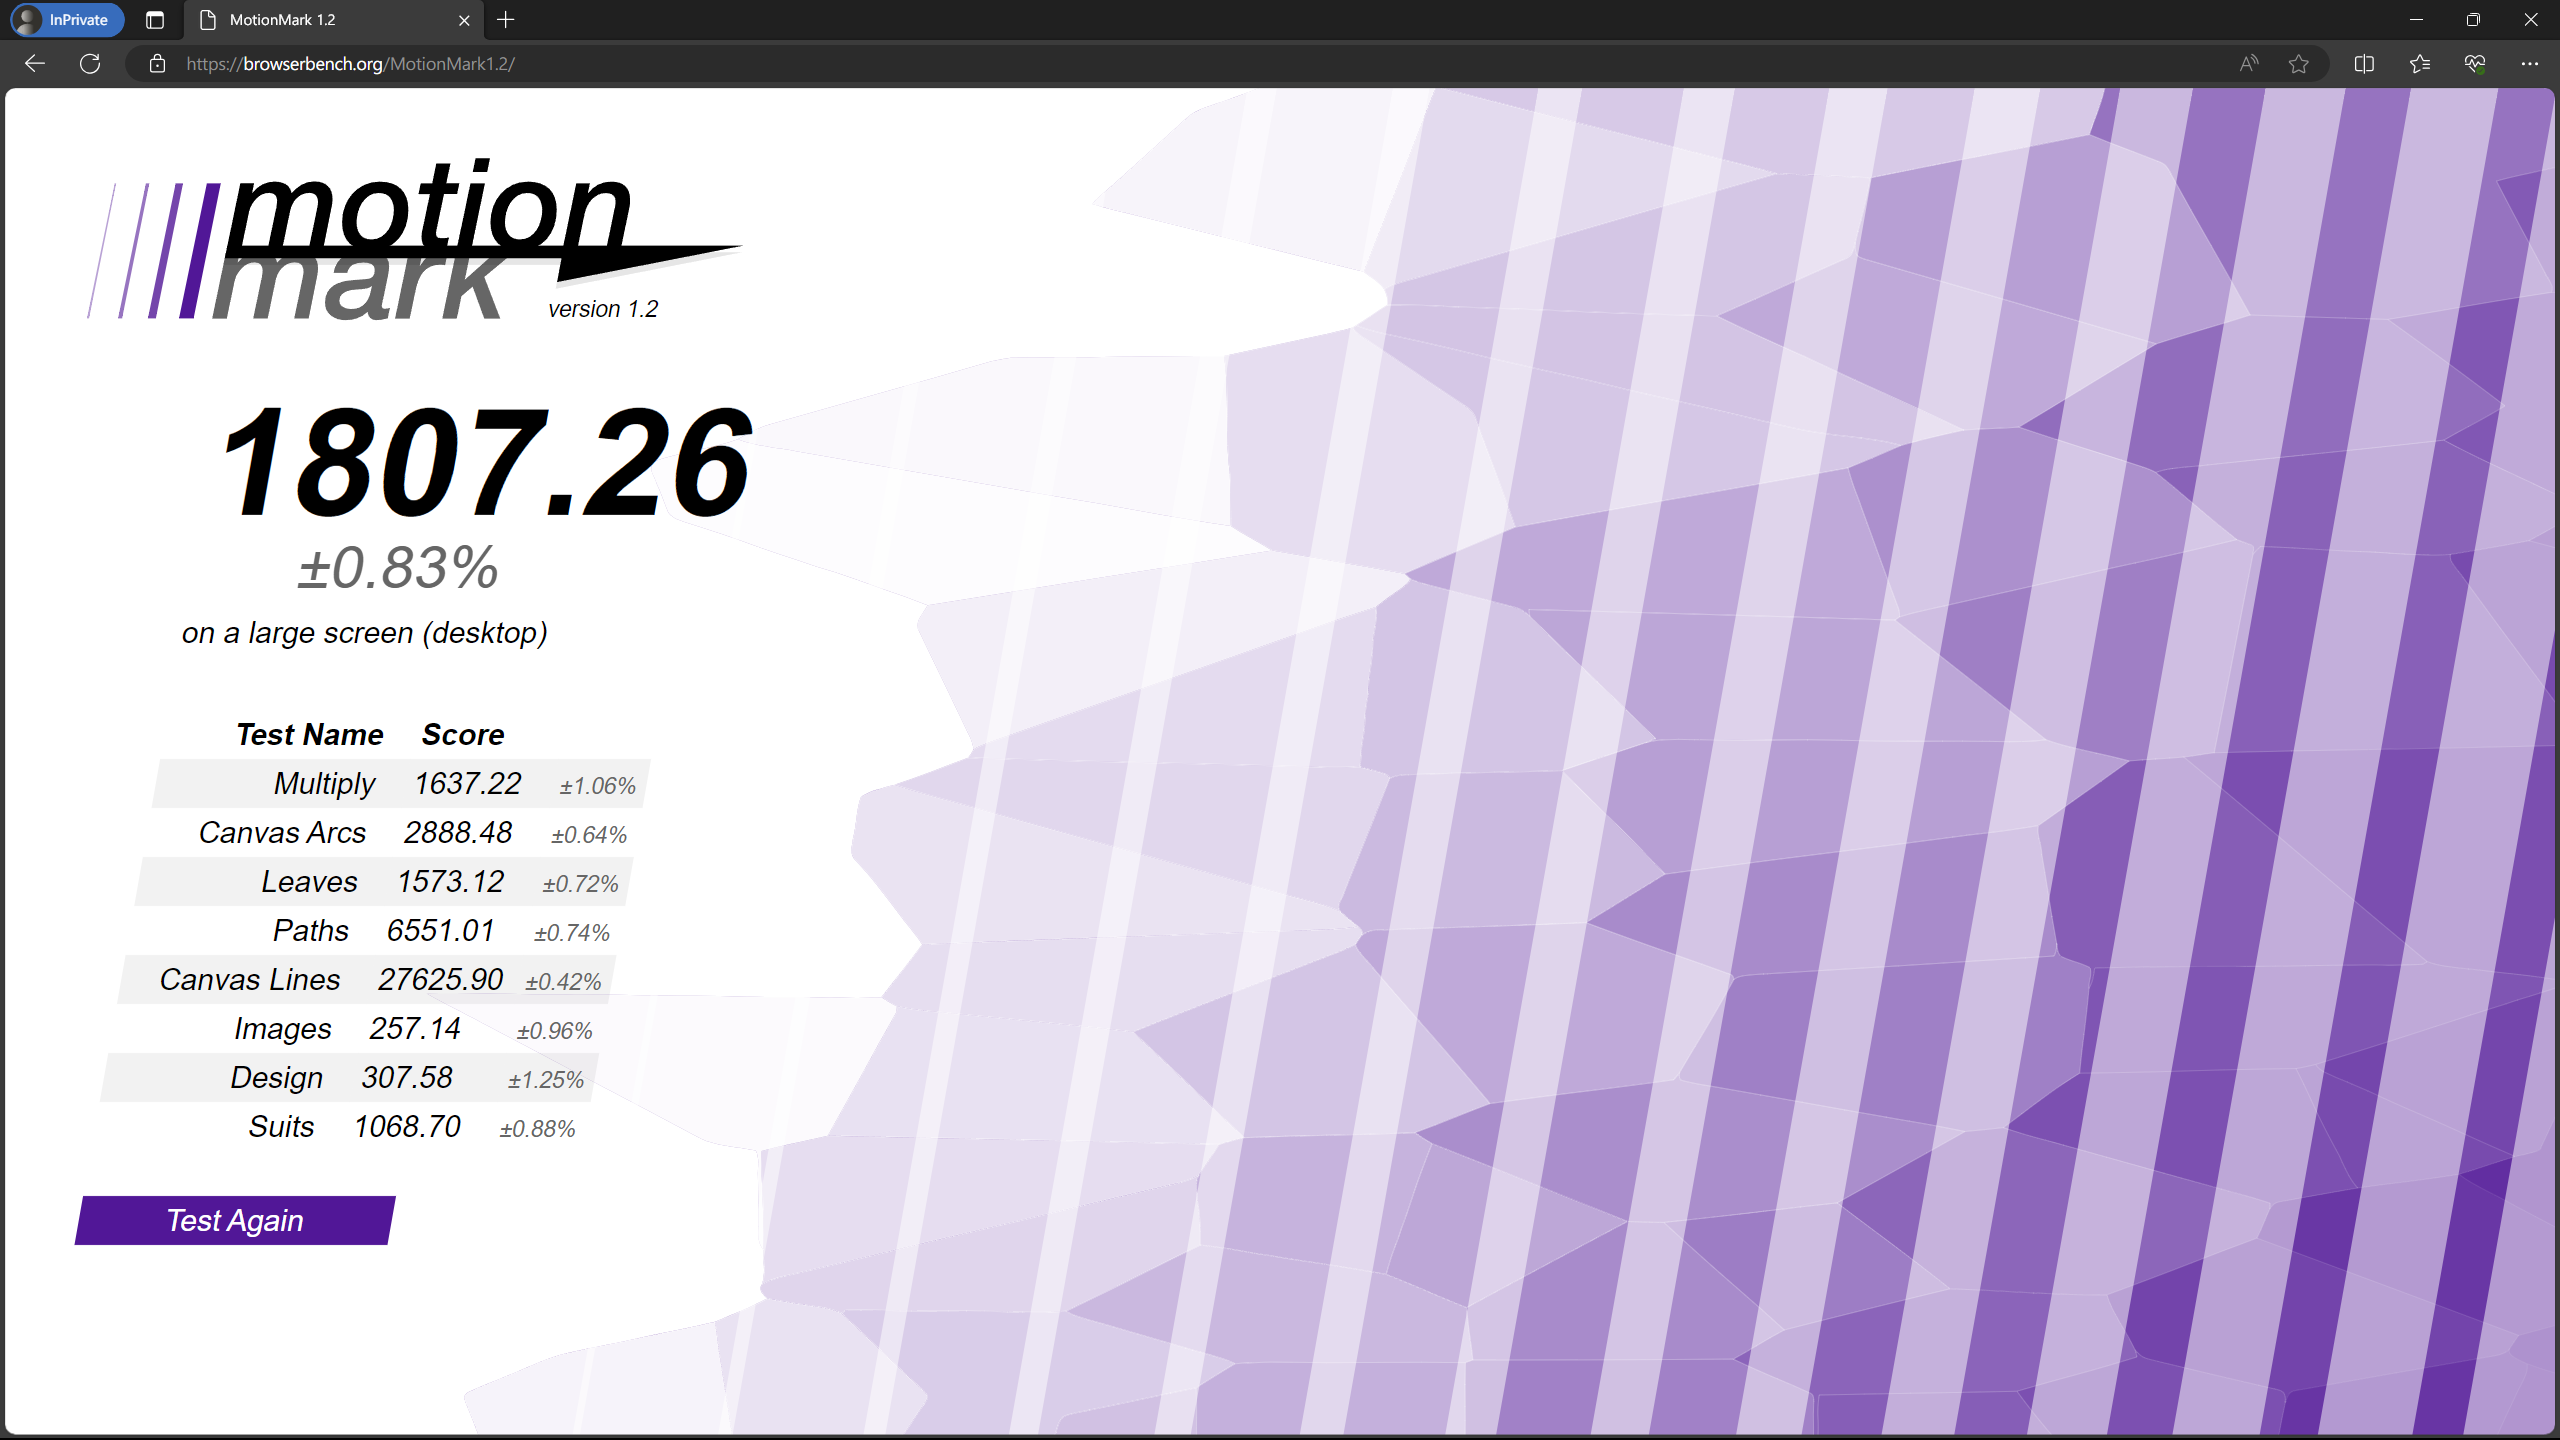 InPrivate
MotionMark 1.2
https://browserbench.org/MotionMark1.2/
motion
mark
version 1.2
1807.26
±0.83%
on a large screen (desktop)
Test Name Score
Multiply 1637.22 ±1.06%
Canvas Arcs 2888.48 ±0.64%
Leaves 1573.12 ±0.72%
Paths 6551.01 ±0.74%
Canvas Lines 27625.90 ±0.42%
Images 257.14 ±0.96%
Design 307.58 ±1.25%
Suits 1068.70 ±0.88%
Test Again